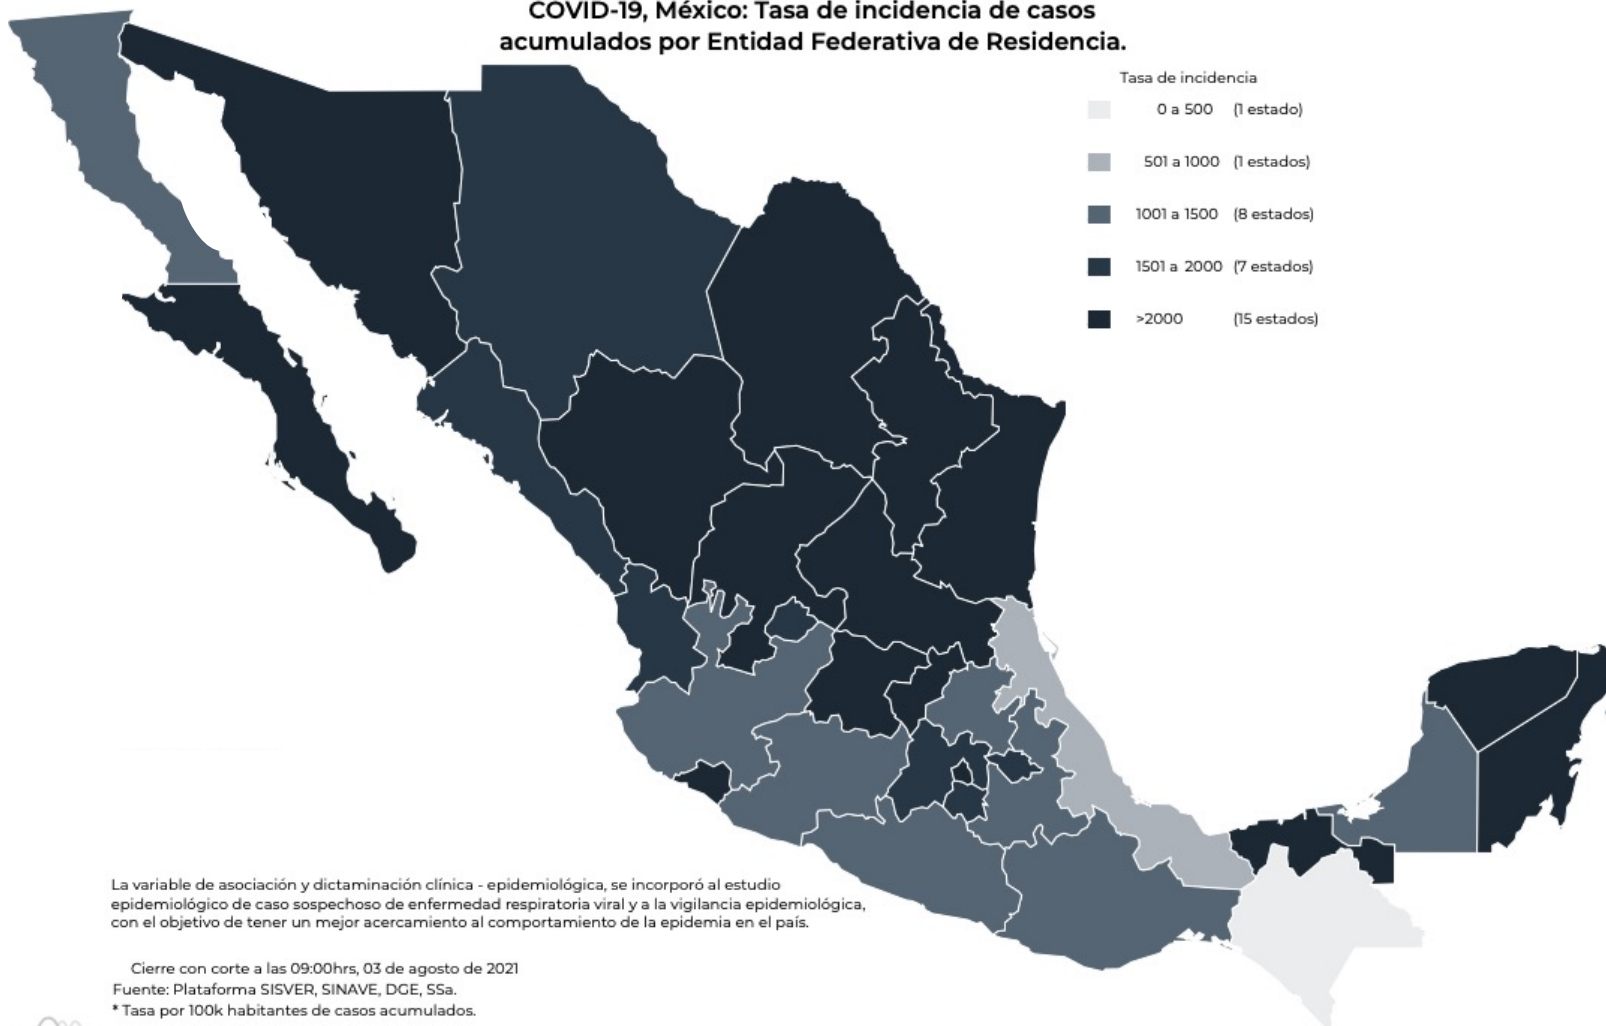 COVID-19, México: Tasa de incidencia de casos
acumulados por Entidad Federativa de Residencia.
Tasa de incidencia
0 a 500 (1 estado)
501 a 1000 (1 estados)
1001 a 1500 (8 estados)
1501 a 2000 (7 estados)
>2000 (15 estados)
La variable de asociación y dictaminación clínica - epidemiológica, se incorporó al estudio
epidemiológico de caso sospechoso de enfermedad respiratoria viral y a la vigilancia epidemiológica,
con el objetivo de tener un mejor acercamiento al comportamiento de la epidemia en el país.
Cierre con corte a las 09:00hrs, 03 de agosto de 2021
Fuente: Plataforma SISVER, SINAVE, DGE, SSa.
* Tasa por 100k habitantes de casos acumulados.